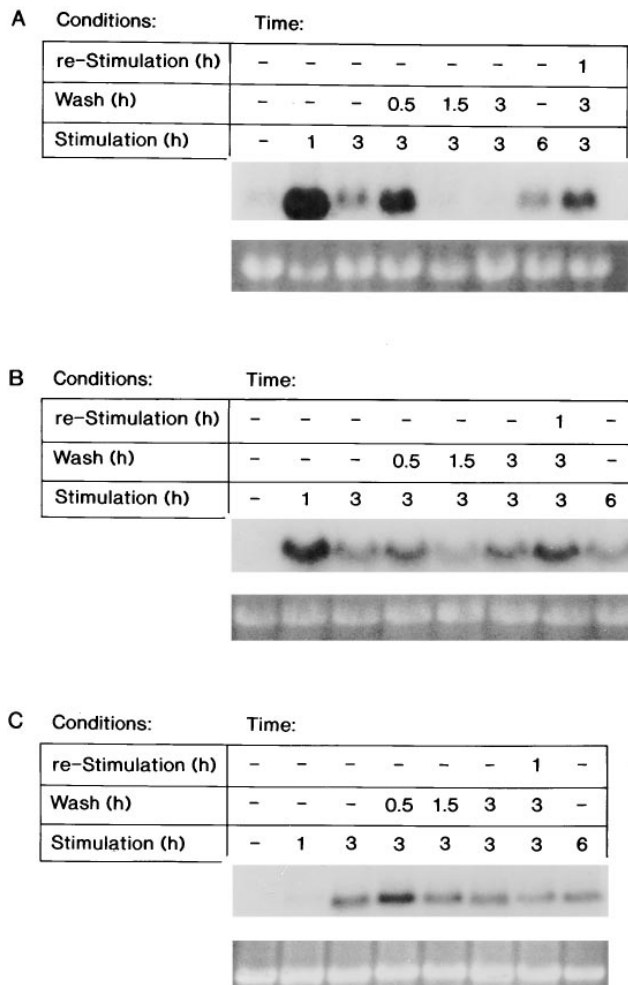 A Conditions: Time:
re-Stimulation (h) – – – – – – – 1
Wash (h) – – – 0.5 1.5 3 – 3
Stimulation (h) – 1 3 3 3 3 6 3
B Conditions: Time:
re-Stimulation (h) – – – – – – 1 –
Wash (h) – – – 0.5 1.5 3 3 –
Stimulation (h) – 1 3 3 3 3 3 6
C Conditions: Time:
re-Stimulation (h) – – – – – – 1 –
Wash (h) – – – 0.5 1.5 3 3 –
Stimulation (h) – 1 3 3 3 3 3 6